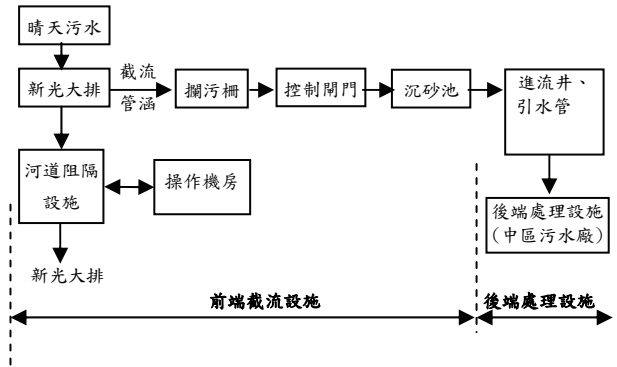 晴天污水
新光大排
截流
管涵
攔污柵
控制閘門
沉砂池
進流井、
引水管
河道阻隔
設施
操作機房
後端處理設施
(中區污水廠)
新光大排
前端截流設施
後端處理設施